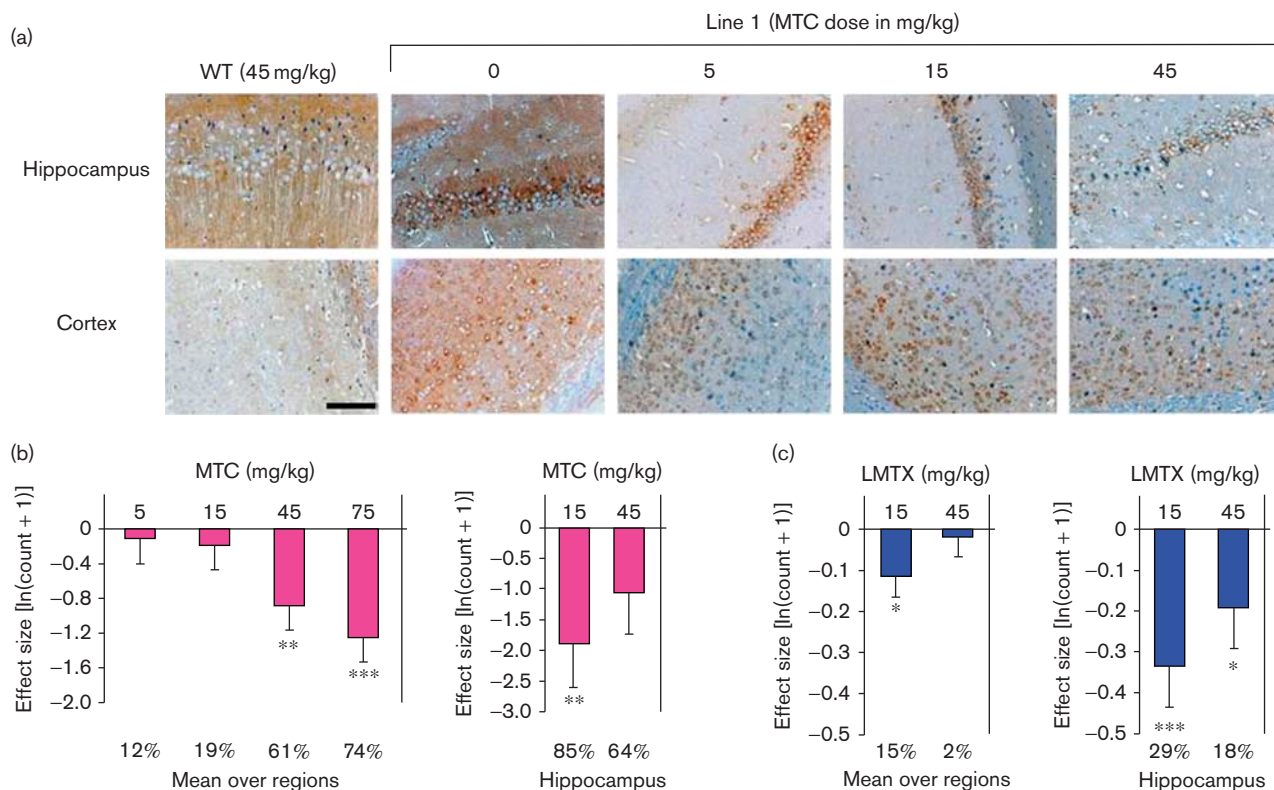 (a)
Line 1 (MTC dose in mg/kg)
WT (45 mg/kg)
0 5 15 45
Hippocampus
Cortex
(b)
MTC (mg/kg)
5 15 45 75
Effect size [ln(count + 1)]
0
−0.4
−0.8
−1.2
−1.6
−2.0
**
***
12% 19% 61% 74%
Mean over regions
MTC (mg/kg)
15 45
Effect size [ln(count + 1)]
0
−0.5
−1.0
−1.5
−2.0
−2.5
−3.0
**
85% 64%
Hippocampus
(c)
LMTX (mg/kg)
15 45
Effect size [ln(count + 1)]
0
−0.1
−0.2
−0.3
−0.4
−0.5
*
15% 2%
Mean over regions
LMTX (mg/kg)
15 45
Effect size [ln(count + 1)]
0
−0.1
−0.2
−0.3
−0.4
−0.5
***
*
29% 18%
Hippocampus